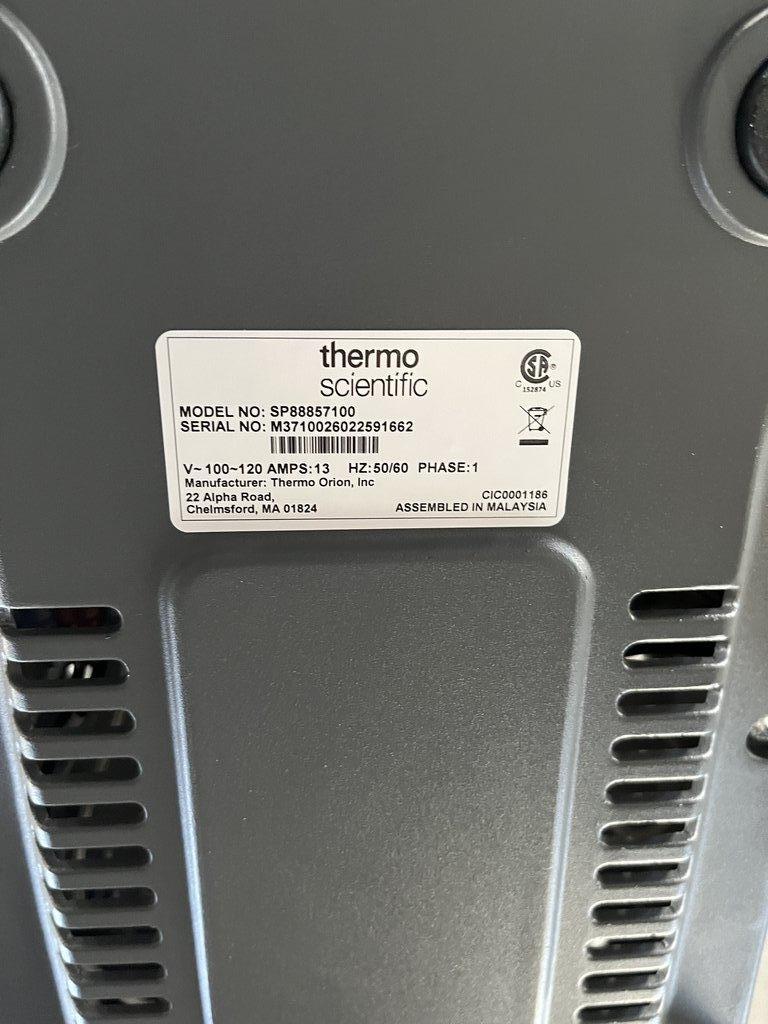 thermo
scientific
SA®
C US
152874
MODEL NO: SP88857100
SERIAL NO: M3710026022591662
V~ 100~120 AMPS:13 HZ:50/60 PHASE:1
Manufacturer: Thermo Orion, Inc
22 Alpha Road,
Chelmsford, MA 01824
CIC0001186
ASSEMBLED IN MALAYSIA